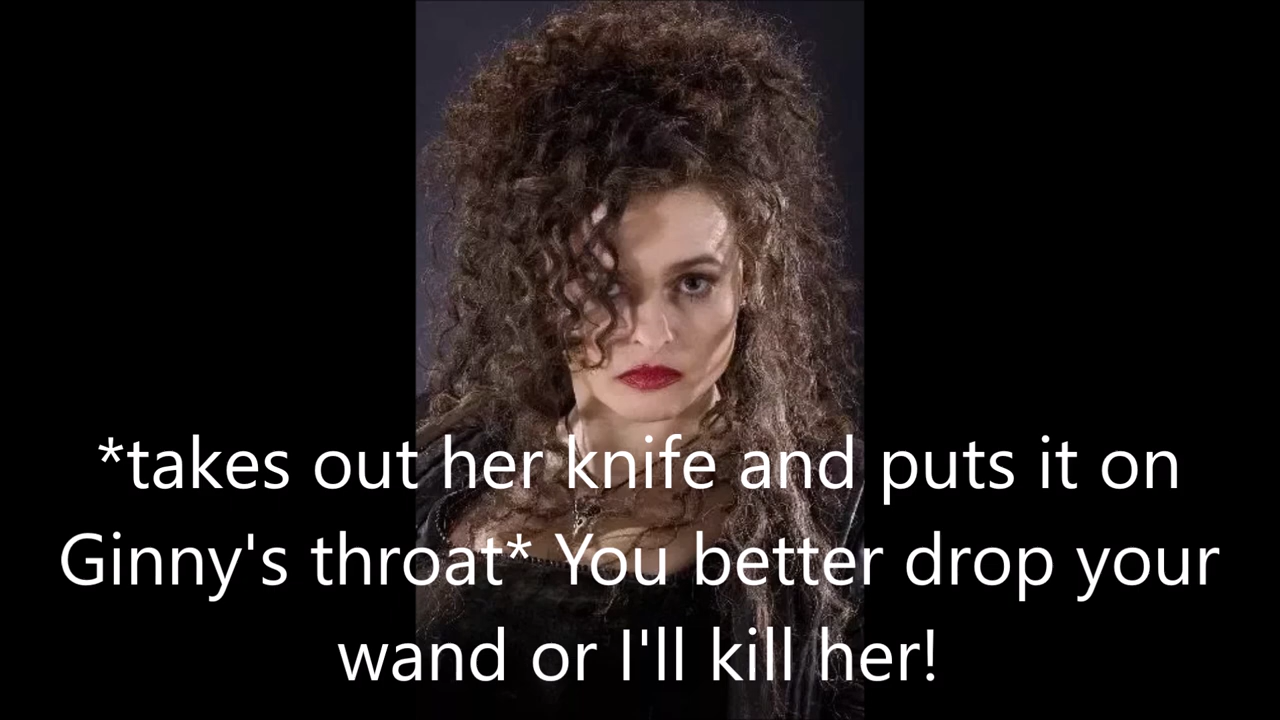 *takes out her knife and puts it on
Ginny's throat* You better drop your
wand or I'll kill her!